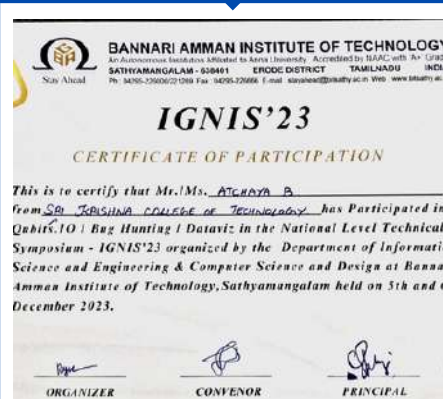 BANNARI AMMAN INSTITUTE OF TECHNOLOGY
An Autonomous Institution Affiliated to Anna University Accredited by NAAC with 'A+' Grad
SATHYAMANGALAM - 638401 ERODE DISTRICT TAMILNADU INDI
Stay Ahead
IGNIS'23
CERTIFICATE OF PARTICIPATION
This is to certify that Mr./Ms. ATCHAYA B
from SRI KRISHNA COLLEGE OF TECHNOLOGY has Participated in
Qubits.IO / Bug Hunting / Dataviz in the National Level Technical
Symposium - IGNIS'23 organized by the Department of Informati
Science and Engineering & Computer Science and Design at Banna
Amman Institute of Technology, Sathyamangalam held on 5th and
December 2023.
ORGANIZER CONVENOR PRINCIPAL